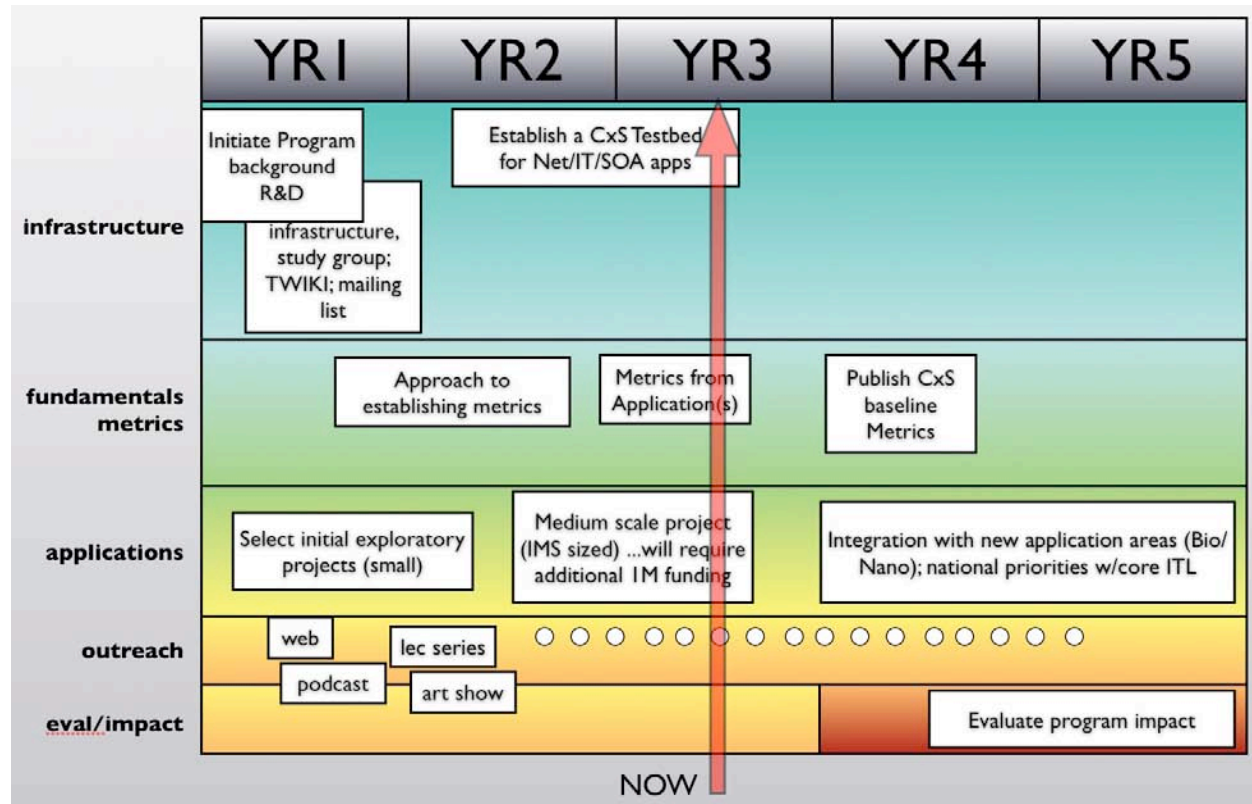 YR1
YR2
YR3
YR4
YR5
infrastructure
Initiate Program
background
R&D
infrastructure,
study group;
TWIKI; mailing
list
Establish a CxS Testbed
for Net/IT/SOA apps
fundamentals
metrics
Approach to
establishing metrics
Metrics from
Application(s)
Publish CxS
baseline
Metrics
applications
Select initial exploratory
projects (small)
Medium scale project
(IMS sized) ...will require
additional 1M funding
Integration with new application areas (Bio/
Nano); national priorities w/core ITL
outreach
web
podcast
lec series
art show
eval/impact
Evaluate program impact
NOW